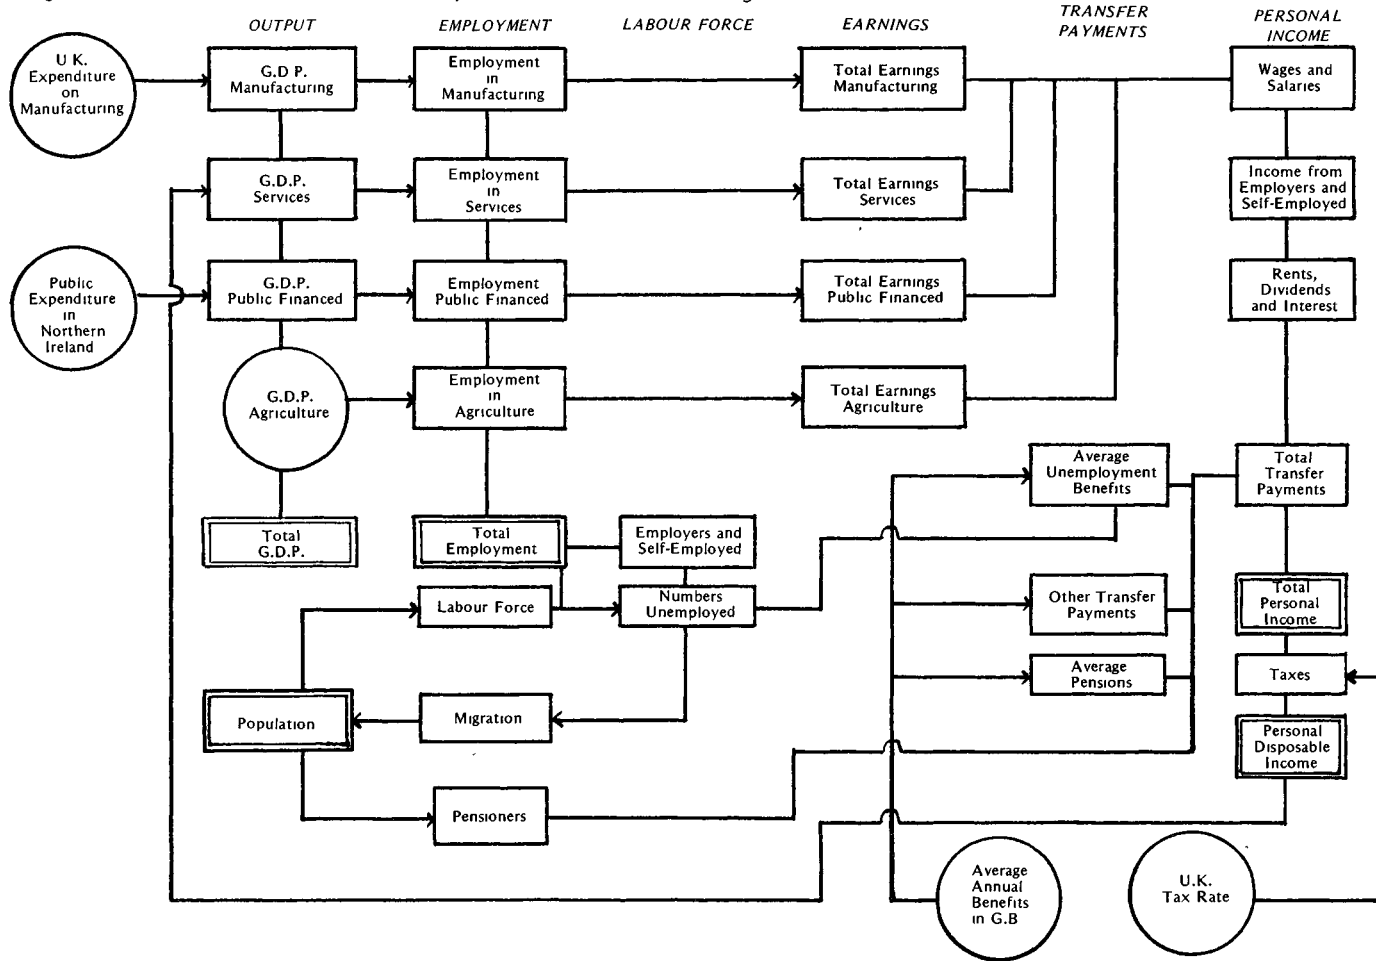 OUTPUT
EMPLOYMENT
LABOUR FORCE
EARNINGS
TRANSFER
PAYMENTS
PERSONAL
INCOME
U K.
Expenditure
on
Manufacturing
G.D P.
Manufacturing
Employment
in
Manufacturing
Total Earnings
Manufacturing
Wages and
Salaries
G.D.P.
Services
Employment
in
Services
Total Earnings
Services
Income from
Employers and
Self-Employed
Public
Expenditure
in
Northern
Ireland
G.D.P.
Public Financed
Employment
Public Financed
Total Earnings
Public Financed
Rents,
Dividends
and Interest
G.D.P.
Agriculture
Employment
in
Agriculture
Total Earnings
Agriculture
Average
Unemployment
Benefits
Total
Transfer
Payments
Total
G.D.P.
Total
Employment
Employers and
Self-Employed
Labour Force
Numbers
Unemployed
Other Transfer
Payments
Total
Personal
Income
Average
Pensions
Taxes
Population
Migration
Personal
Disposable
Income
Pensioners
Average
Annual
Benefits
in G.B
U.K.
Tax Rate